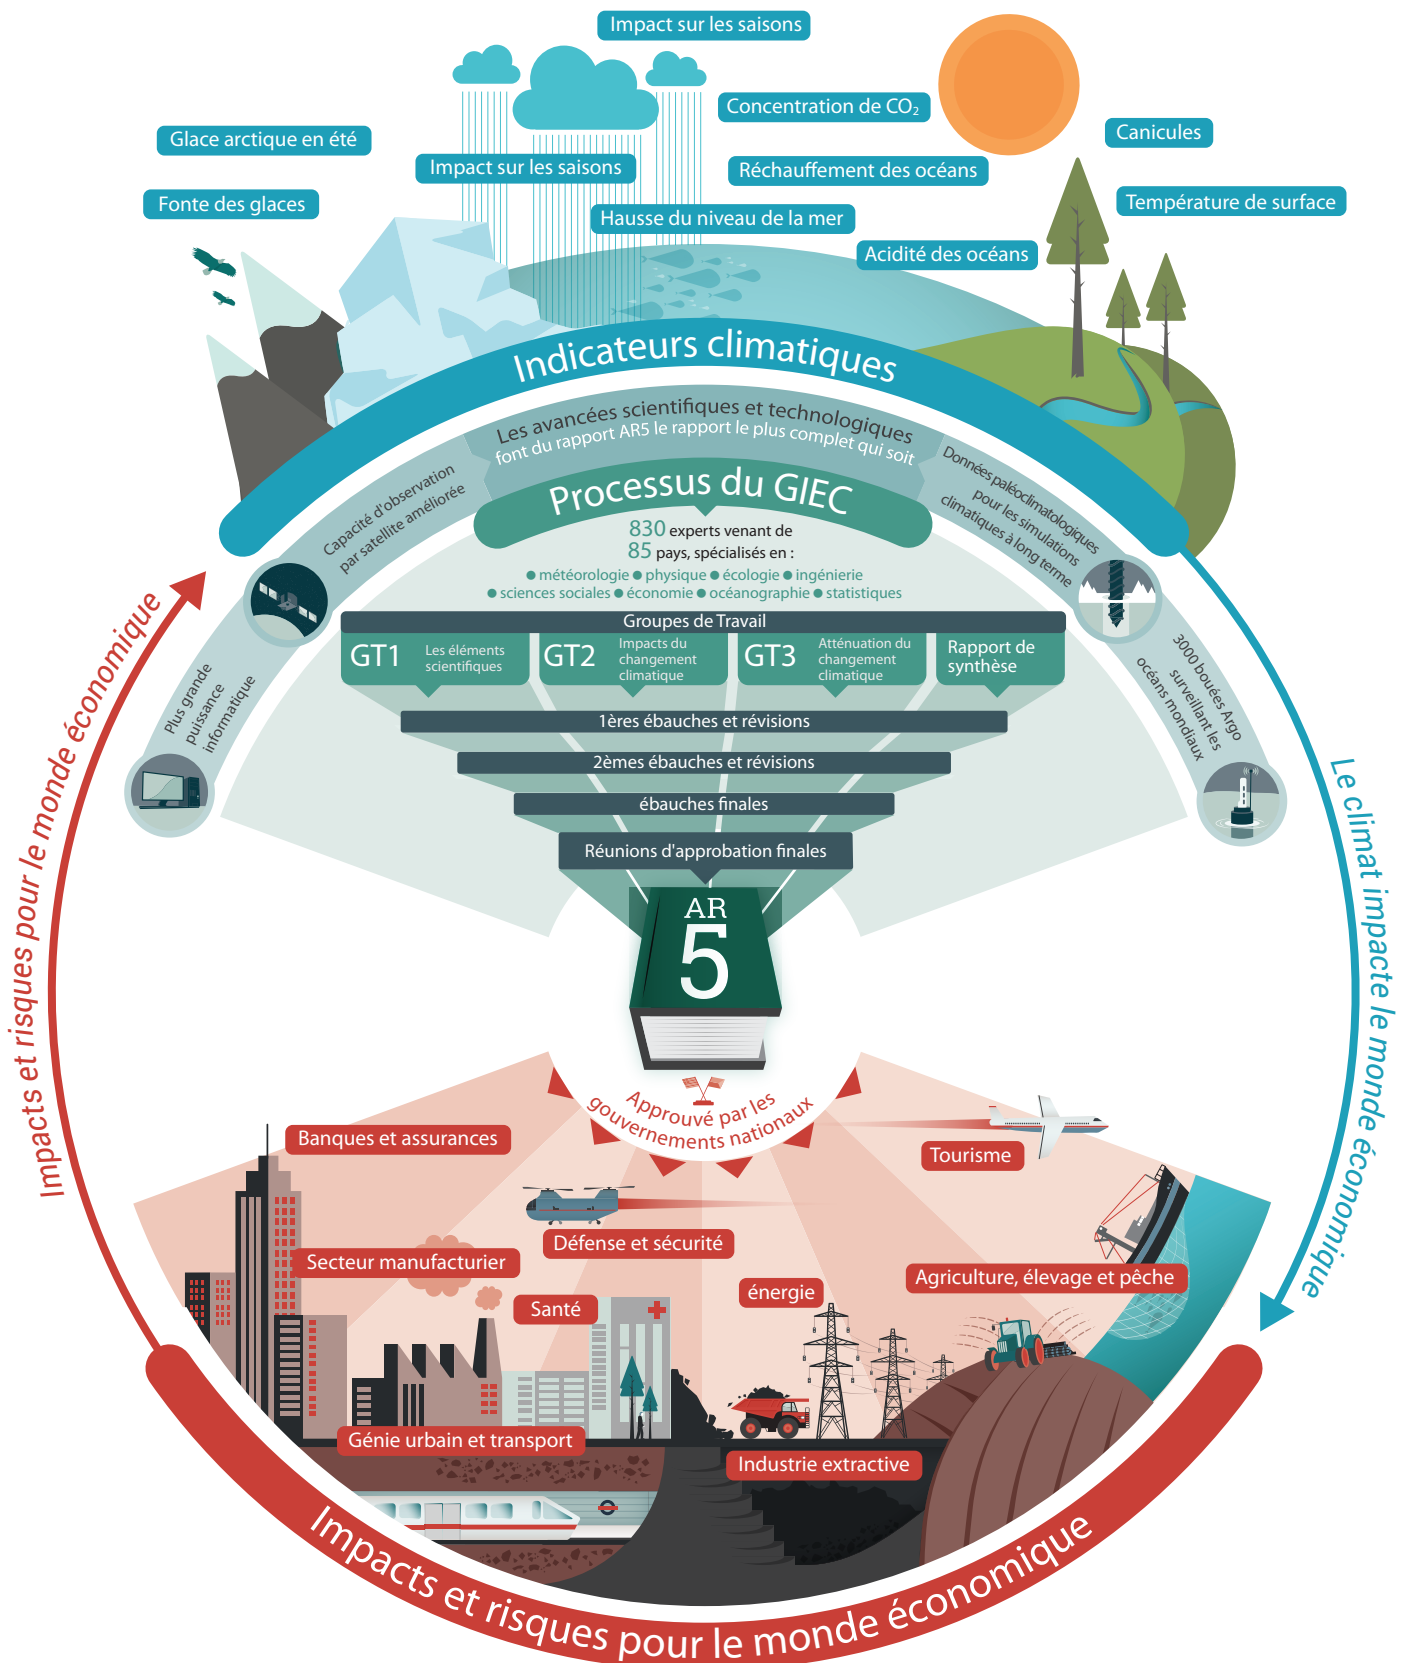 Impact sur les saisons
Concentration de CO₂
Canicules
Glace arctique en été
Impact sur les saisons
Réchauffement des océans
Fonte des glaces
Température de surface
Hausse du niveau de la mer
Acidité des océans
Indicateurs climatiques
Les avancées scientifiques et technologiques
font du rapport AR5 le rapport le plus complet qui soit
Capacité d'observation
par satellite améliorée
Données paléoclimatologiques
pour les simulations
climatiques à long terme
Plus grande
puissance
informatique
3000 bouées Argo
surveillant les
océans mondiaux
Processus du GIEC
830 experts venant de
85 pays, spécialisés en :
● météorologie ● physique ● écologie ● ingénierie
● sciences sociales ● économie ● océanographie ● statistiques
Groupes de Travail
GT1
Les éléments
scientifiques
GT2
Impacts du
changement
climatique
GT3
Atténuation du
changement
climatique
Rapport de
synthèse
1ères ébauches et révisions
2èmes ébauches et révisions
ébauches finales
Réunions d'approbation finales
AR
5
Approuvé par les
gouvernements nationaux
Impacts et risques pour le monde économique
Le climat impacte le monde économique
Banques et assurances
Tourisme
Défense et sécurité
Secteur manufacturier
Agriculture, élevage et pêche
énergie
Santé
Génie urbain et transport
Industrie extractive
Impacts et risques pour le monde économique